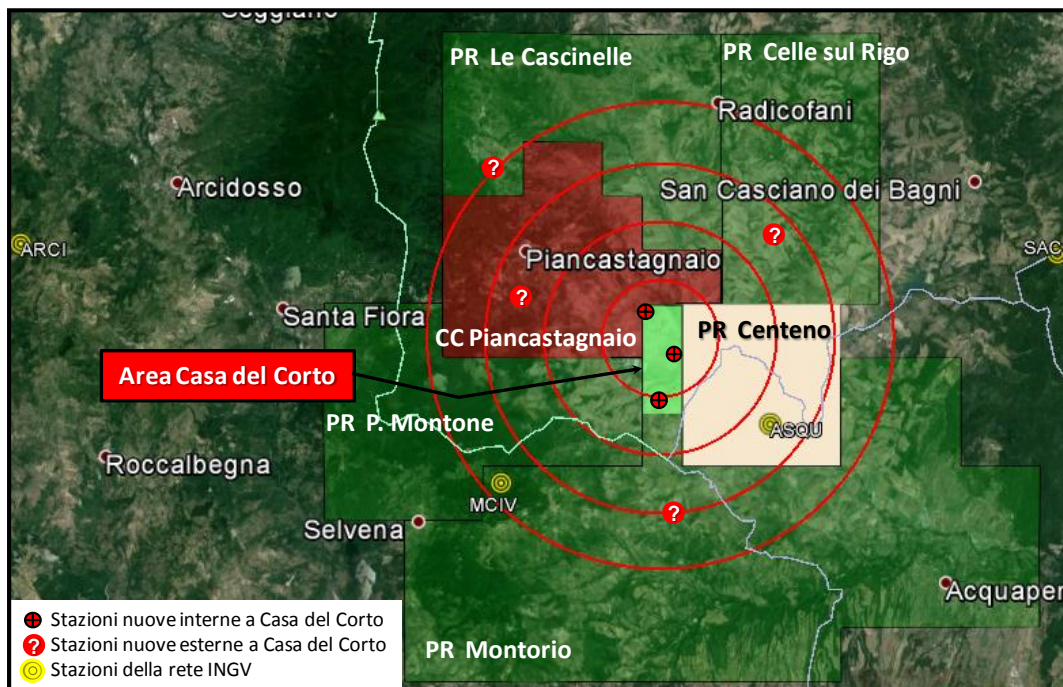 Seggiano
PR Le Cascinelle
PR Celle sul Rigo
Radicofani
?
Arcidosso
San Casciano dei Bagni
?
ARCI
SAC
Piancastagnaio
?
Santa Fiora
CC Piancastagnaio
PR Centeno
Area Casa del Corto
PR P. Montone
ASQU
Roccalbegna
MCIV
?
Selvena
Acquapen
Stazioni nuove interne a Casa del Corto
? Stazioni nuove esterne a Casa del Corto
Stazioni della rete INGV
PR Montorio